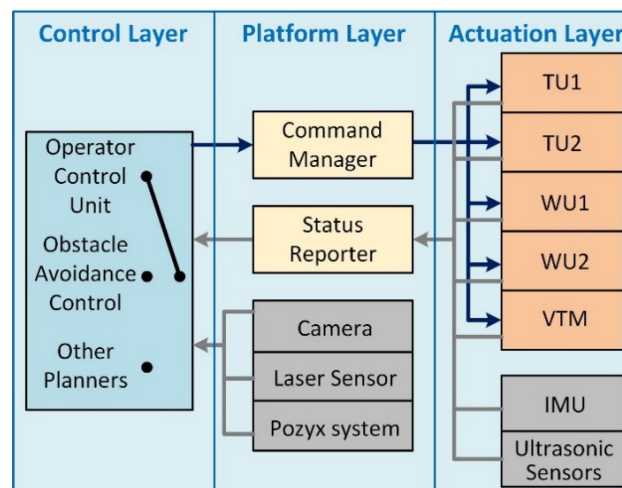 Control Layer
Platform Layer
Actuation Layer
Operator
Control
Unit
Obstacle
Avoidance
Control
Other
Planners
Command
Manager
Status
Reporter
Camera
Laser Sensor
Pozyx system
TU1
TU2
WU1
WU2
VTM
IMU
Ultrasonic
Sensors